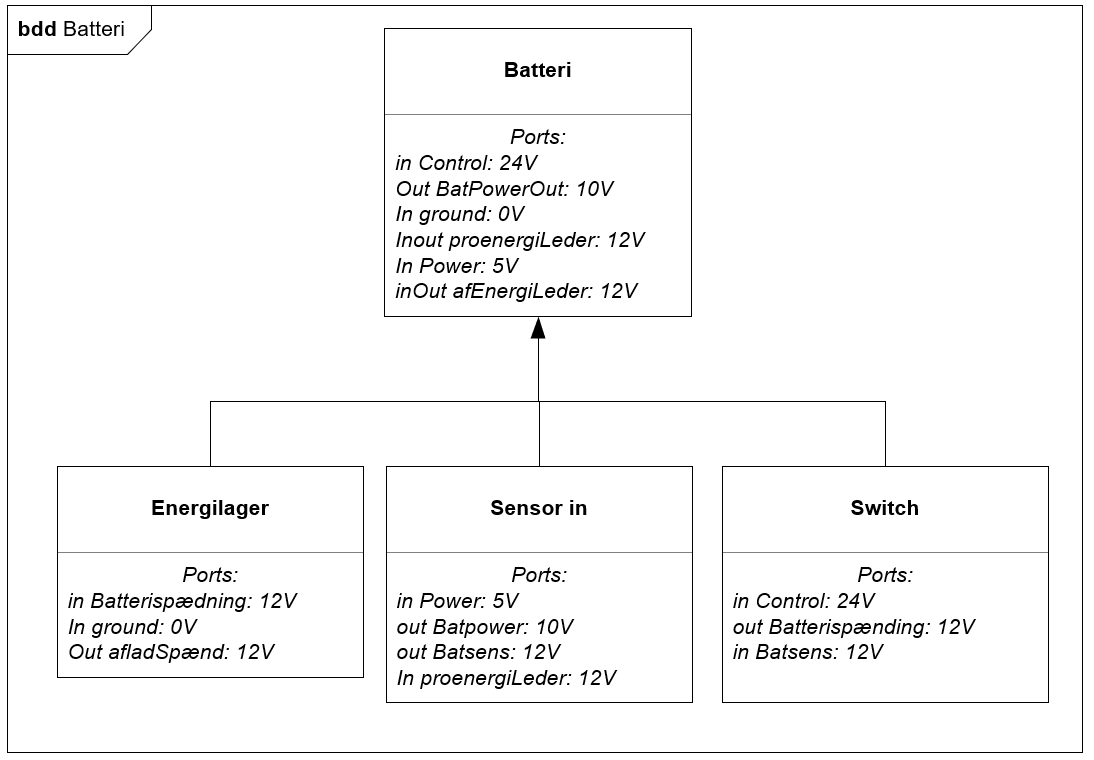 bdd Batteri
Batteri
Ports:
in Control: 24V
Out BatPowerOut: 10V
In ground: 0V
Inout proenergiLeder: 12V
In Power: 5V
inOut afEnergiLeder: 12V
Energilager
Ports:
in Batterispædning: 12V
In ground: 0V
Out afladSpænd: 12V
Sensor in
Ports:
in Power: 5V
out Batpower: 10V
out Batsens: 12V
In proenergiLeder: 12V
Switch
Ports:
in Control: 24V
out Batterispænding: 12V
in Batsens: 12V